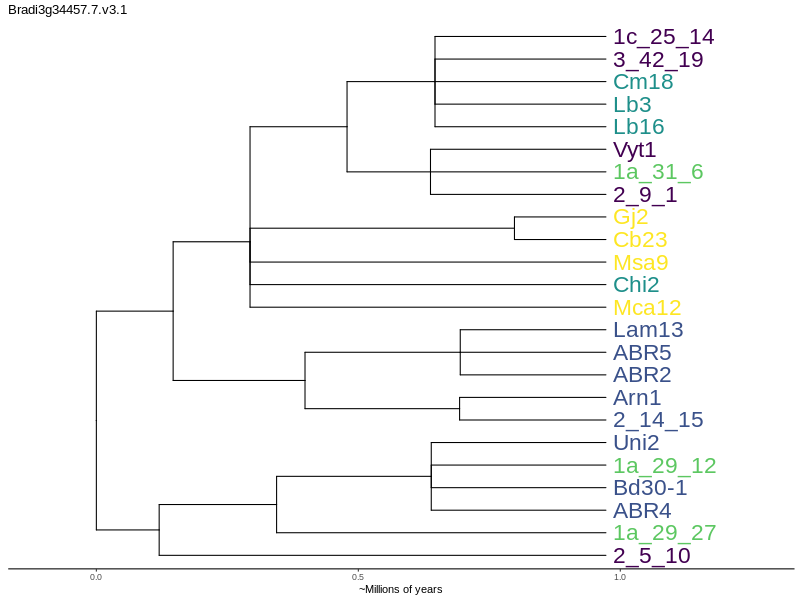 Bradi3g34457.7.v3.1
1c_25_14
3_42_19
Cm18
Lb3
Lb16
Vyt1
1a_31_6
2_9_1
Gj2
Cb23
Msa9
Chi2
Mca12
Lam13
ABR5
ABR2
Arn1
2_14_15
Uni2
1a_29_12
Bd30-1
ABR4
1a_29_27
2_5_10
0.0 0.5 1.0
~Millions of years